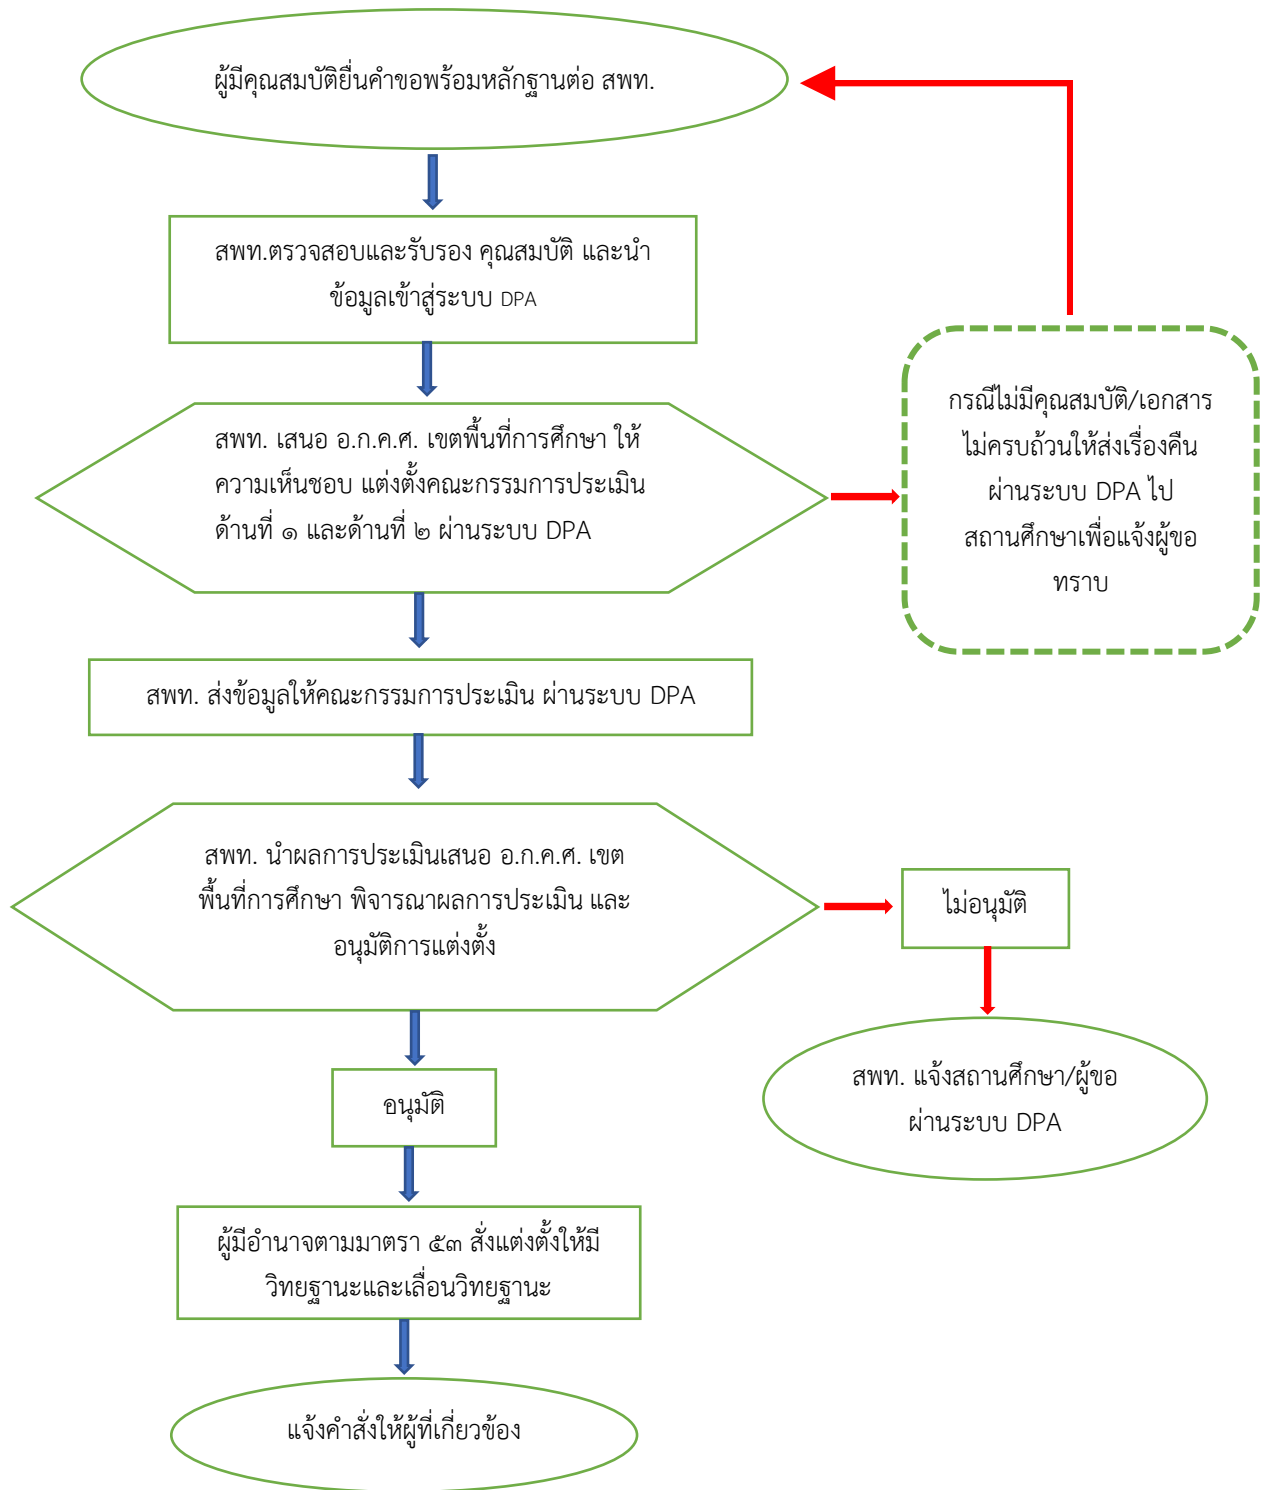 ผู้มีคุณสมบัติยื่นคำขอพร้อมหลักฐานต่อ สพท.
สพท.ตรวจสอบและรับรอง คุณสมบัติ และนำ
ข้อมูลเข้าสู่ระบบ DPA
สพท. เสนอ อ.ก.ค.ศ. เขตพื้นที่การศึกษา ให้
ความเห็นชอบ แต่งตั้งคณะกรรมการประเมิน
ด้านที่ ๑ และด้านที่ ๒ ผ่านระบบ DPA
กรณีไม่มีคุณสมบัติ/เอกสาร
ไม่ครบถ้วนให้ส่งเรื่องคืน
ผ่านระบบ DPA ไป
สถานศึกษาเพื่อแจ้งผู้ขอ
ทราบ
สพท. ส่งข้อมูลให้คณะกรรมการประเมิน ผ่านระบบ DPA
สพท. นำผลการประเมินเสนอ อ.ก.ค.ศ. เขต
พื้นที่การศึกษา พิจารณาผลการประเมิน และ
อนุมัติการแต่งตั้ง
ไม่อนุมัติ
สพท. แจ้งสถานศึกษา/ผู้ขอ
ผ่านระบบ DPA
อนุมัติ
ผู้มีอำนาจตามมาตรา ๕๓ สั่งแต่งตั้งให้มี
วิทยฐานะและเลื่อนวิทยฐานะ
แจ้งคำสั่งให้ผู้ที่เกี่ยวข้อง